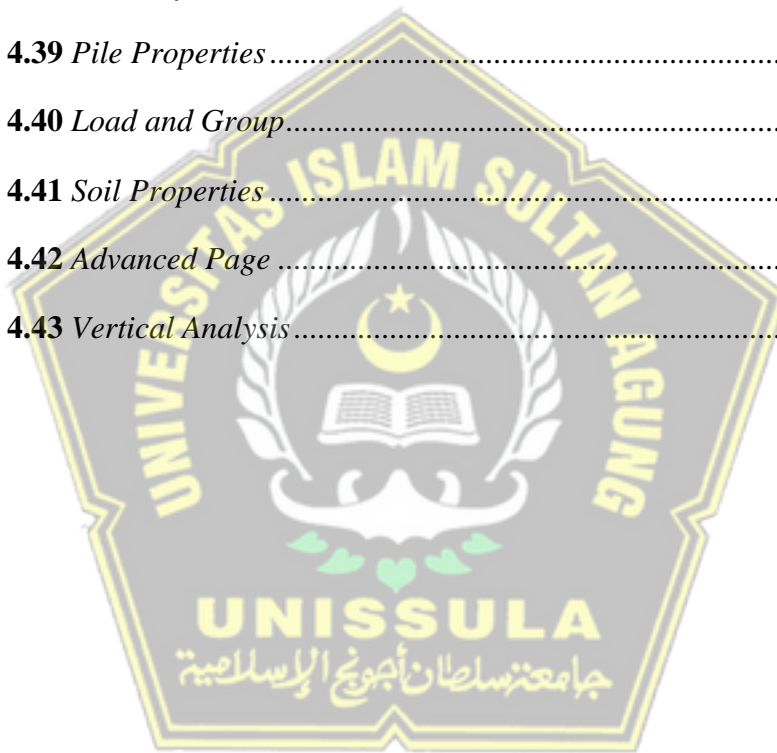 4.39 Pile Properties................................................................
4.40 Load and Group.............................................................
4.41 Soil Properties................................................................
4.42 Advanced Page...............................................................
4.43 Vertical Analysis.............................................................
UNIVERSITAS ISLAM SULTAN AGUNG
UNISSULA
جامعة سلطان أجونج الإسلامية